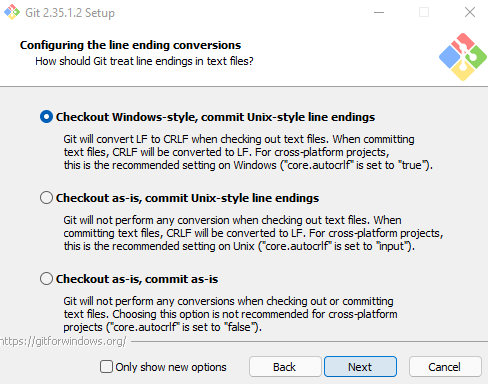 Git 2.35.1.2 Setup
Configuring the line ending conversions
How should Git treat line endings in text files?
Checkout Windows-style, commit Unix-style line endings
Git will convert LF to CRLF when checking out text files. When committing
text files, CRLF will be converted to LF. For cross-platform projects,
this is the recommended setting on Windows ("core.autocrlf" is set to "true").
Checkout as-is, commit Unix-style line endings
Git will not perform any conversion when checking out text files. When
committing text files, CRLF will be converted to LF. For cross-platform projects,
this is the recommended setting on Unix ("core.autocrlf" is set to "input").
Checkout as-is, commit as-is
Git will not perform any conversions when checking out or committing
text files. Choosing this option is not recommended for cross-platform
projects ("core.autocrlf" is set to "false").
https://gitforwindows.org/
Only show new options
Back
Next
Cancel